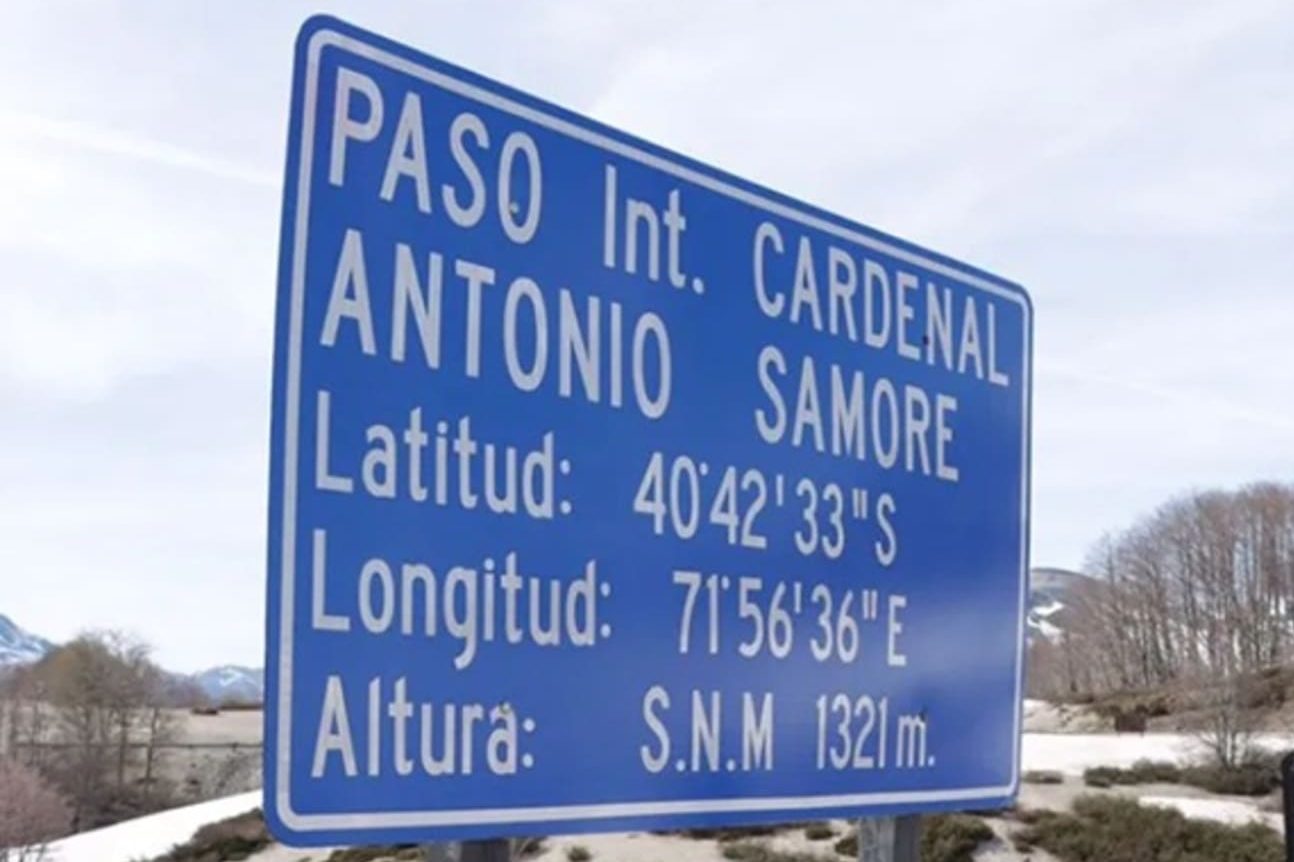 PASO Int. CARDENAL
ANTONIO SAMORE
Latitud: 40°42'33"S
Longitud: 71°56'36"E
Altura: S.N.M 1321 m.